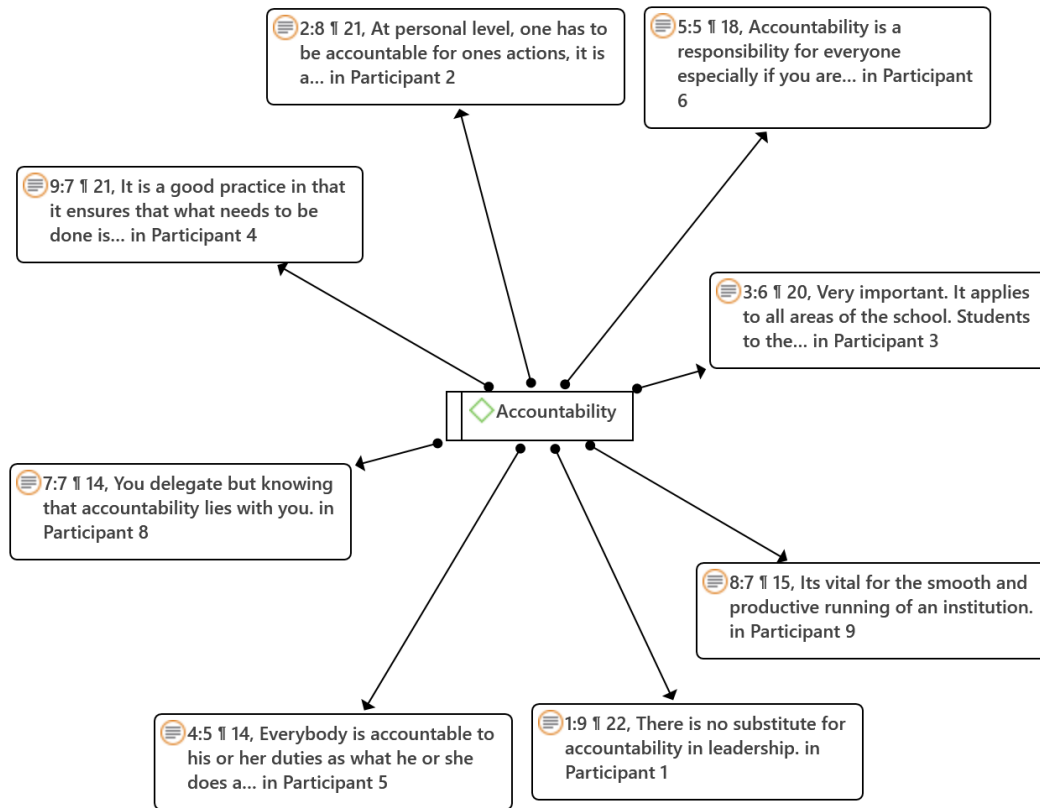 2:8 ¶ 21, At personal level, one has to
be accountable for ones actions, it is
a... in Participant 2
5:5 ¶ 18, Accountability is a
responsibility for everyone
especially if you are... in Participant
6
9:7 ¶ 21, It is a good practice in that
it ensures that what needs to be
done is... in Participant 4
3:6 ¶ 20, Very important. It applies
to all areas of the school. Students
to the... in Participant 3
Accountability
7:7 ¶ 14, You delegate but knowing
that accountability lies with you. in
Participant 8
8:7 ¶ 15, Its vital for the smooth and
productive running of an institution.
in Participant 9
4:5 ¶ 14, Everybody is accountable to
his or her duties as what he or she
does a... in Participant 5
1:9 ¶ 22, There is no substitute for
accountability in leadership. in
Participant 1